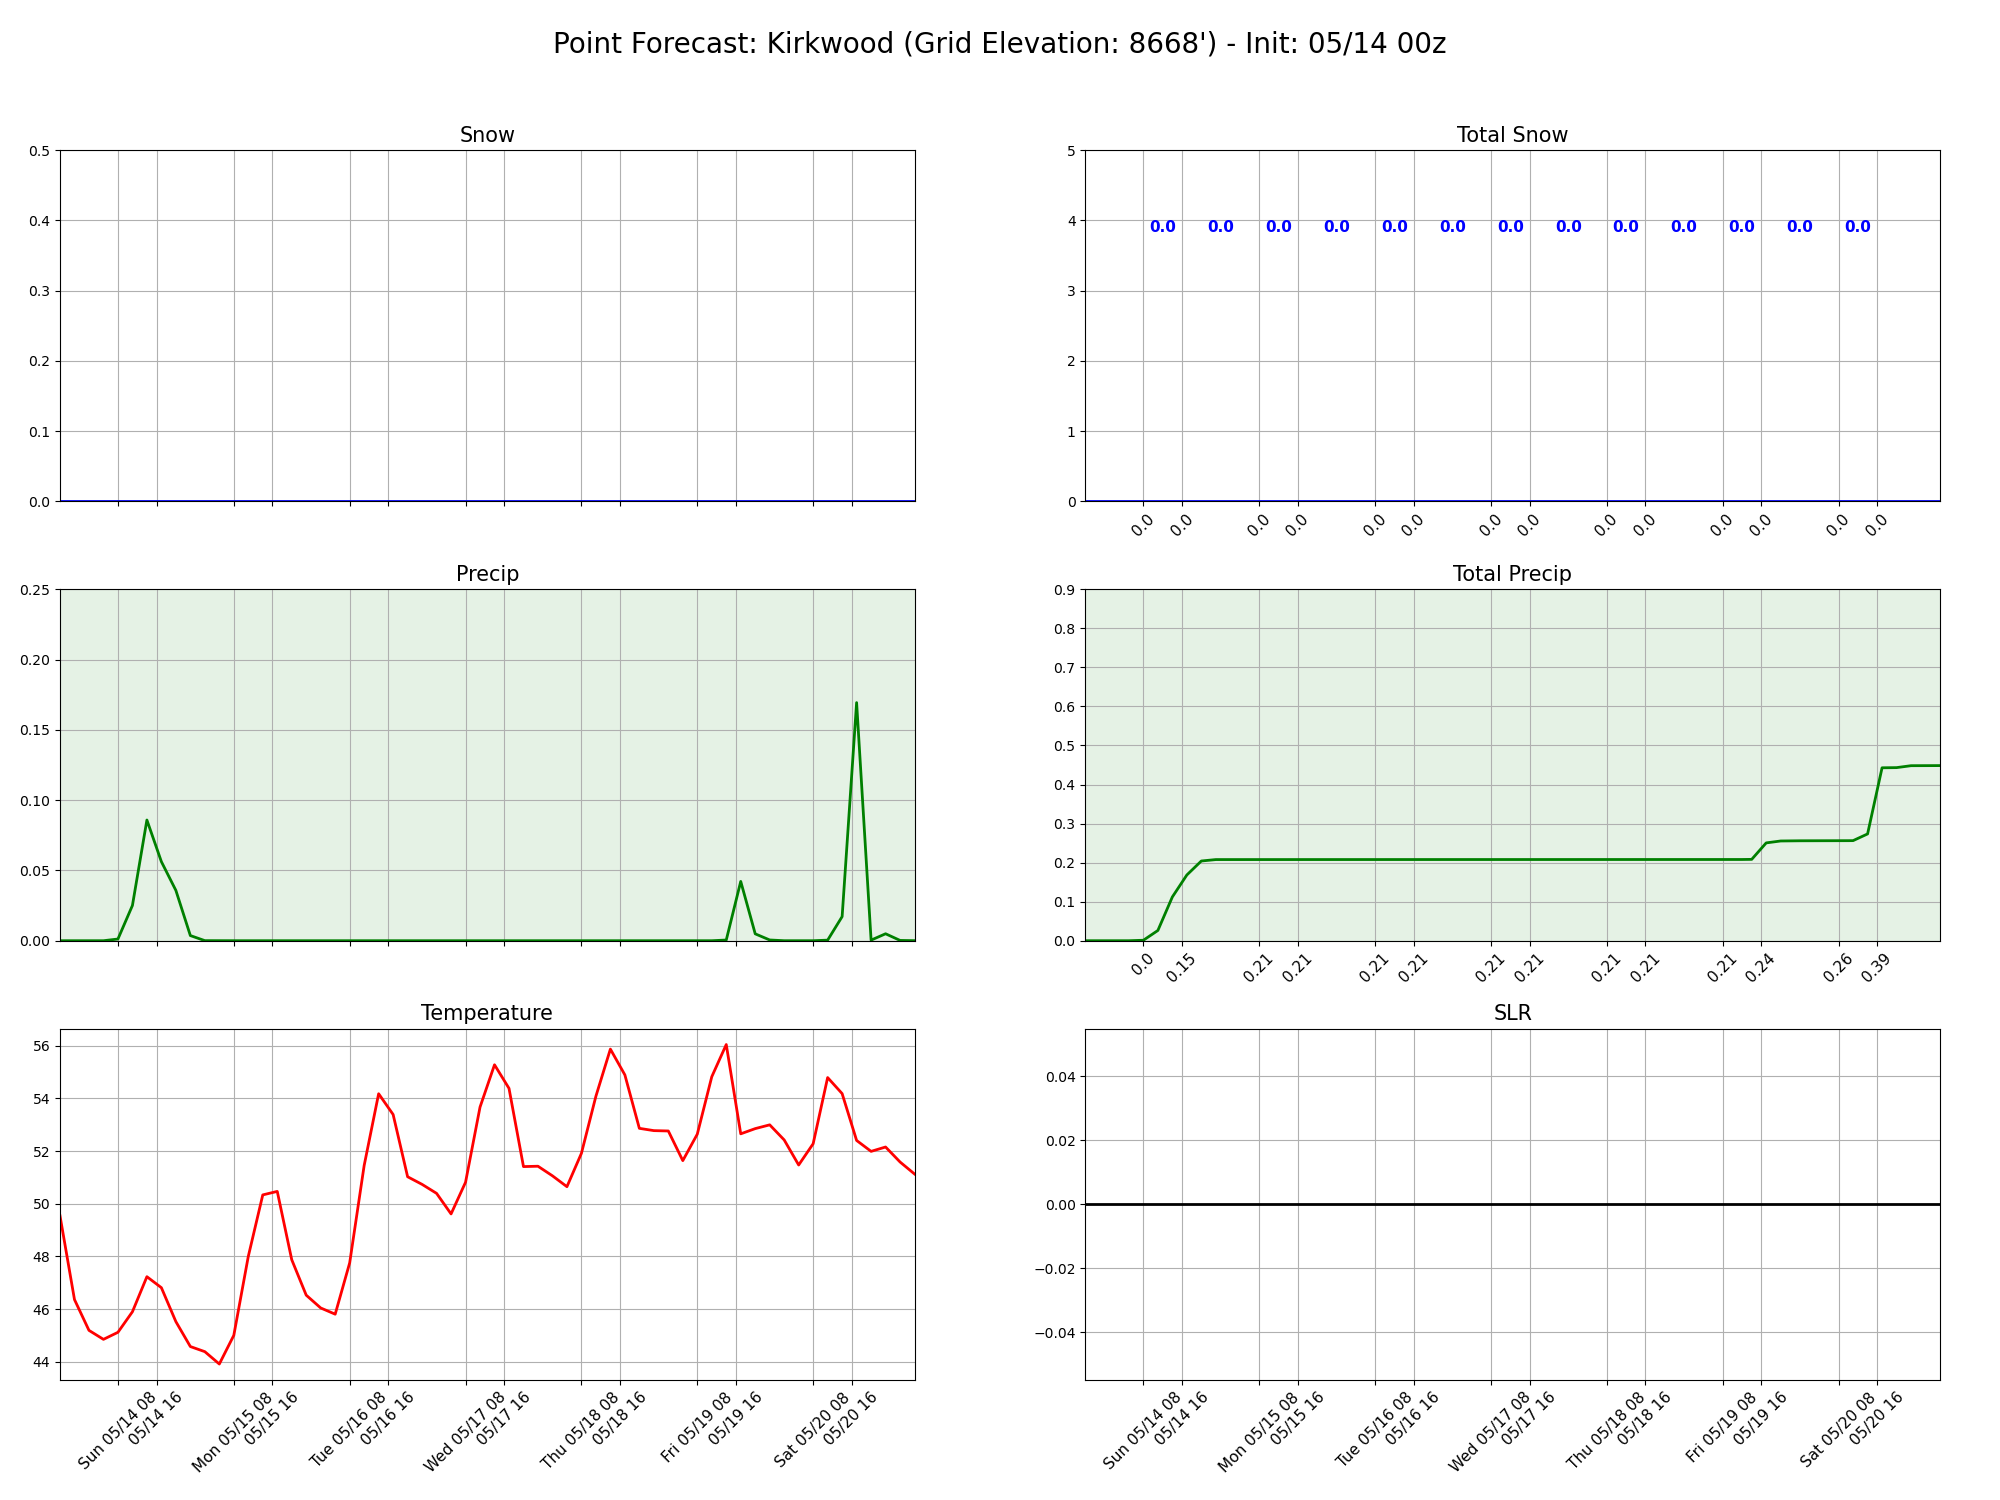 Point Forecast: Kirkwood (Grid Elevation: 8668') - Init: 05/14 00z
Snow
0.5
0.4
0.3
0.2
0.1
0.0
Total Snow
5
4
3
2
1
0
0.0 0.0 0.0 0.0 0.0 0.0 0.0 0.0 0.0 0.0 0.0 0.0 0.0
0.0 0.0 0.0 0.0 0.0 0.0 0.0 0.0 0.0 0.0 0.0 0.0 0.0 0.0
Precip
0.25
0.20
0.15
0.10
0.05
0.00
Total Precip
0.9
0.8
0.7
0.6
0.5
0.4
0.3
0.2
0.1
0.0
0.0 0.15 0.21 0.21 0.21 0.21 0.21 0.21 0.21 0.21 0.21 0.24 0.26 0.39
Temperature
56
54
52
50
48
46
44
Sun 05/14 08
05/14 16
Mon 05/15 08
05/15 16
Tue 05/16 08
05/16 16
Wed 05/17 08
05/17 16
Thu 05/18 08
05/18 16
Fri 05/19 08
05/19 16
Sat 05/20 08
05/20 16
SLR
0.04
0.02
0.00
−0.02
−0.04
Sun 05/14 08
05/14 16
Mon 05/15 08
05/15 16
Tue 05/16 08
05/16 16
Wed 05/17 08
05/17 16
Thu 05/18 08
05/18 16
Fri 05/19 08
05/19 16
Sat 05/20 08
05/20 16